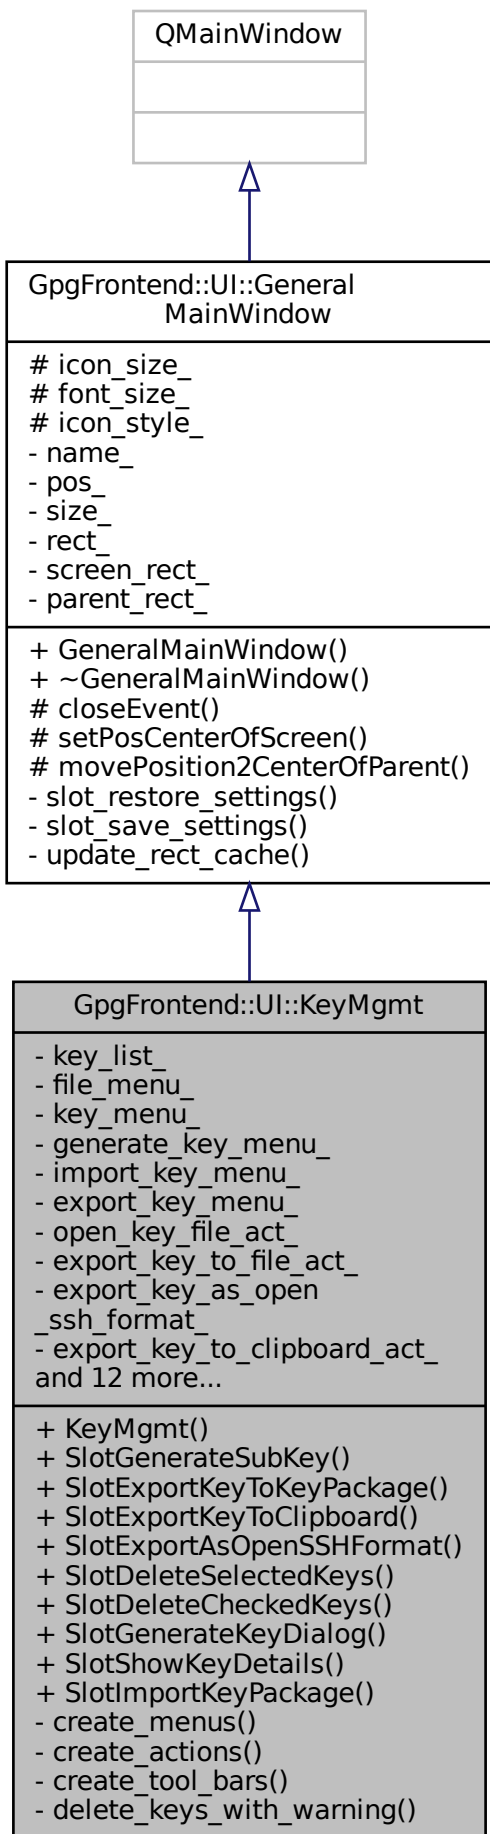 QMainWindow
GpgFrontend::UI::General
MainWindow
# icon_size_
# font_size_
# icon_style_
- name_
- pos_
- size_
- rect_
- screen_rect_
- parent_rect_
+ GeneralMainWindow()
+ ~GeneralMainWindow()
# closeEvent()
# setPosCenterOfScreen()
# movePosition2CenterOfParent()
- slot_restore_settings()
- slot_save_settings()
- update_rect_cache()
GpgFrontend::UI::KeyMgmt
- key_list_
- file_menu_
- key_menu_
- generate_key_menu_
- import_key_menu_
- export_key_menu_
- open_key_file_act_
- export_key_to_file_act_
- export_key_as_open
_ssh_format_
- export_key_to_clipboard_act_
and 12 more...
+ KeyMgmt()
+ SlotGenerateSubKey()
+ SlotExportKeyToKeyPackage()
+ SlotExportKeyToClipboard()
+ SlotExportAsOpenSSHFormat()
+ SlotDeleteSelectedKeys()
+ SlotDeleteCheckedKeys()
+ SlotGenerateKeyDialog()
+ SlotShowKeyDetails()
+ SlotImportKeyPackage()
- create_menus()
- create_actions()
- create_tool_bars()
- delete_keys_with_warning()